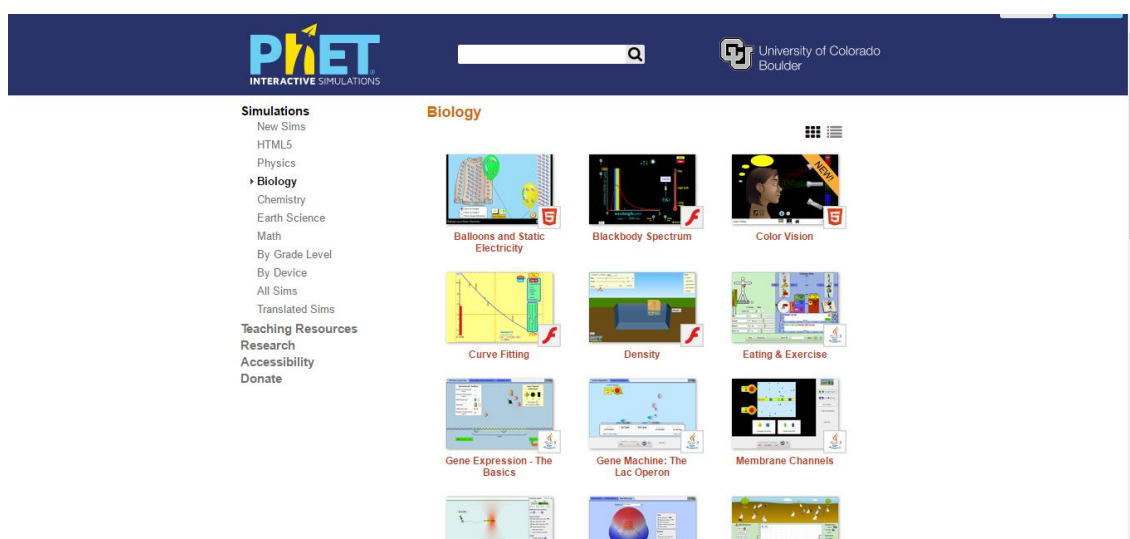 PhET
INTERACTIVE SIMULATIONS
University of Colorado
Boulder
Simulations
New Sims
HTML5
Physics
Biology
Chemistry
Earth Science
Math
By Grade Level
By Device
All Sims
Translated Sims
Teaching Resources
Research
Accessibility
Donate
Biology
NEW!
Balloons and Static
Electricity
Blackbody Spectrum
Color Vision
Curve Fitting
Density
Eating & Exercise
Gene Expression - The
Basics
Gene Machine: The
Lac Operon
Membrane Channels